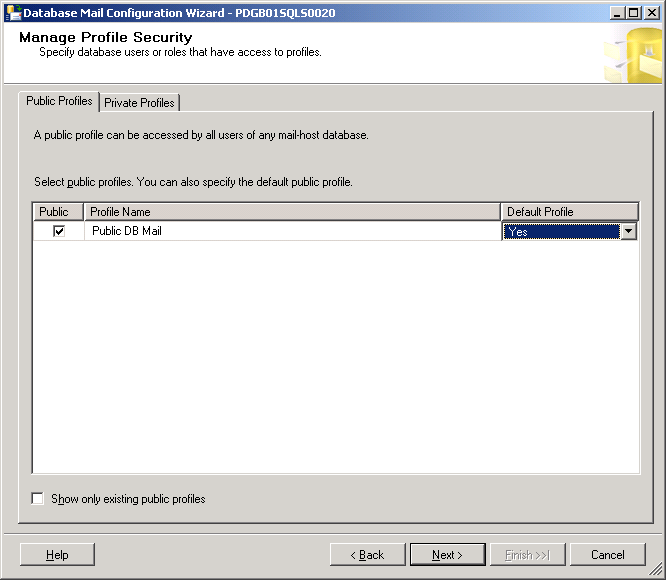 Database Mail Configuration Wizard - PDGB01SQLS0020
Manage Profile Security
Specify database users or roles that have access to profiles.
Public Profiles Private Profiles
A public profile can be accessed by all users of any mail-host database.
Select public profiles. You can also specify the default public profile.
Public Profile Name Default Profile
Public DB Mail Yes
Show only existing public profiles
Help < Back Next > Finish >>| Cancel